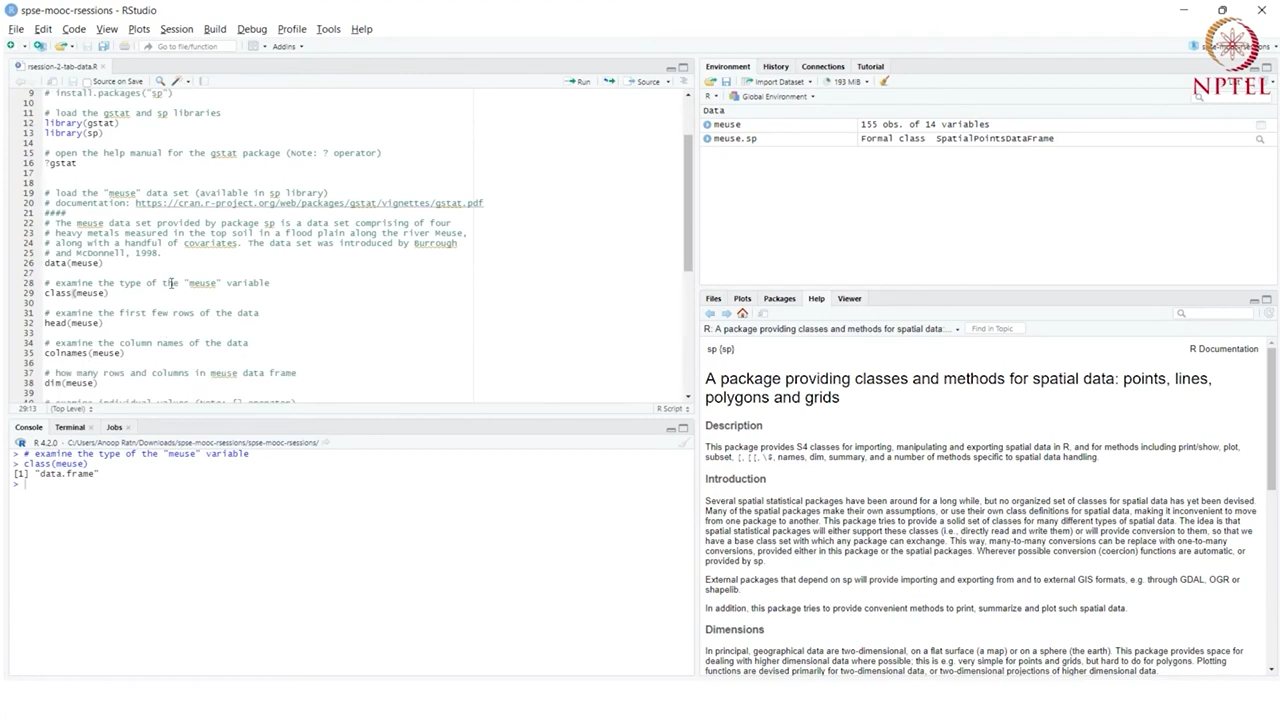 spse-mooc-rsessions - RStudio
File Edit Code View Plots Session Build Debug Profile Tools Help
Go to file/function Addins
NPTEL
rsession-2-tab-data.R
Source on Save Run Source
9 # install.packages("sp")
10
11 # load the gstat and sp libraries
12 library(gstat)
13 library(sp)
14
15 # open the help manual for the gstat package (Note: ? operator)
16 ?gstat
17
18
19 # load the "meuse" data set (available in sp library)
20 # documentation: https://cran.r-project.org/web/packages/gstat/vignettes/gstat.pdf
21 ####
22 # The meuse data set provided by package sp is a data set comprising of four
23 # heavy metals measured in the top soil in a flood plain along the river Meuse,
24 # along with a handful of covariates. The data set was introduced by Burrough
25 # and McDonnell, 1998.
26 data(meuse)
27
28 # examine the type of the "meuse" variable
29 class(meuse)
30
31 # examine the first few rows of the data
32 head(meuse)
33
34 # examine the column names of the data
35 colnames(meuse)
36
37 # how many rows and columns in meuse data frame
38 dim(meuse)
39
29:13 (Top Level) R Script
Console Terminal Jobs
R 4.2.0 · C:/Users/Anoop Ratn/Downloads/spse-mooc-rsessions/spse-mooc-rsessions/
> # examine the type of the "meuse" variable
> class(meuse)
[1] "data.frame"
>
Environment History Connections Tutorial
Import Dataset 193 MiB
R Global Environment
Data
meuse 155 obs. of 14 variables
meuse.sp Formal class SpatialPointsDataFrame
Files Plots Packages Help Viewer
R: A package providing classes and methods for spatial data:... Find in Topic
sp {sp} R Documentation
A package providing classes and methods for spatial data: points, lines,
polygons and grids
Description
This package provides S4 classes for importing, manipulating and exporting spatial data in R, and for methods including print/show, plot,
subset, [, [[, \$, names, dim, summary, and a number of methods specific to spatial data handling.
Introduction
Several spatial statistical packages have been around for a long while, but no organized set of classes for spatial data has yet been devised.
Many of the spatial packages make their own assumptions, or use their own class definitions for spatial data, making it inconvenient to move
from one package to another. This package tries to provide a solid set of classes for many different types of spatial data. The idea is that
spatial statistical packages will either support these classes (i.e., directly read and write them) or will provide conversion to them, so that we
have a base class set with which any package can exchange. This way, many-to-many conversions can be replace with one-to-many
conversions, provided either in this package or the spatial packages. Wherever possible conversion (coercion) functions are automatic, or
provided by sp.
External packages that depend on sp will provide importing and exporting from and to external GIS formats, e.g. through GDAL, OGR or
shapelib.
In addition, this package tries to provide convenient methods to print, summarize and plot such spatial data.
Dimensions
In principal, geographical data are two-dimensional, on a flat surface (a map) or on a sphere (the earth). This package provides space for
dealing with higher dimensional data where possible; this is e.g. very simple for points and grids, but hard to do for polygons. Plotting
functions are devised primarily for two-dimensional data, or two-dimensional projections of higher dimensional data.